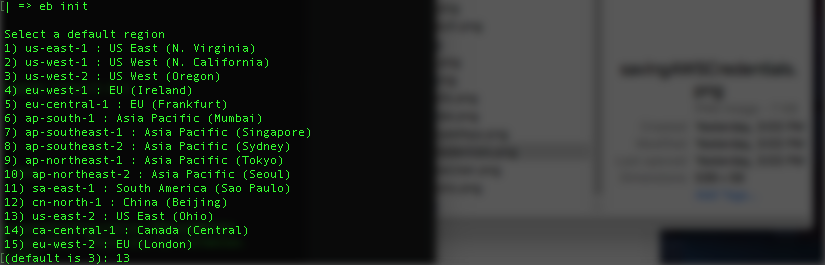 [| => eb init
Select a default region
1) us-east-1 : US East (N. Virginia)
2) us-west-1 : US West (N. California)
3) us-west-2 : US West (Oregon)
4) eu-west-1 : EU (Ireland)
5) eu-central-1 : EU (Frankfurt)
6) ap-south-1 : Asia Pacific (Mumbai)
7) ap-southeast-1 : Asia Pacific (Singapore)
8) ap-southeast-2 : Asia Pacific (Sydney)
9) ap-northeast-1 : Asia Pacific (Tokyo)
10) ap-northeast-2 : Asia Pacific (Seoul)
11) sa-east-1 : South America (Sao Paulo)
12) cn-north-1 : China (Beijing)
13) us-east-2 : US East (Ohio)
14) ca-central-1 : Canada (Central)
15) eu-west-2 : EU (London)
[(default is 3): 13